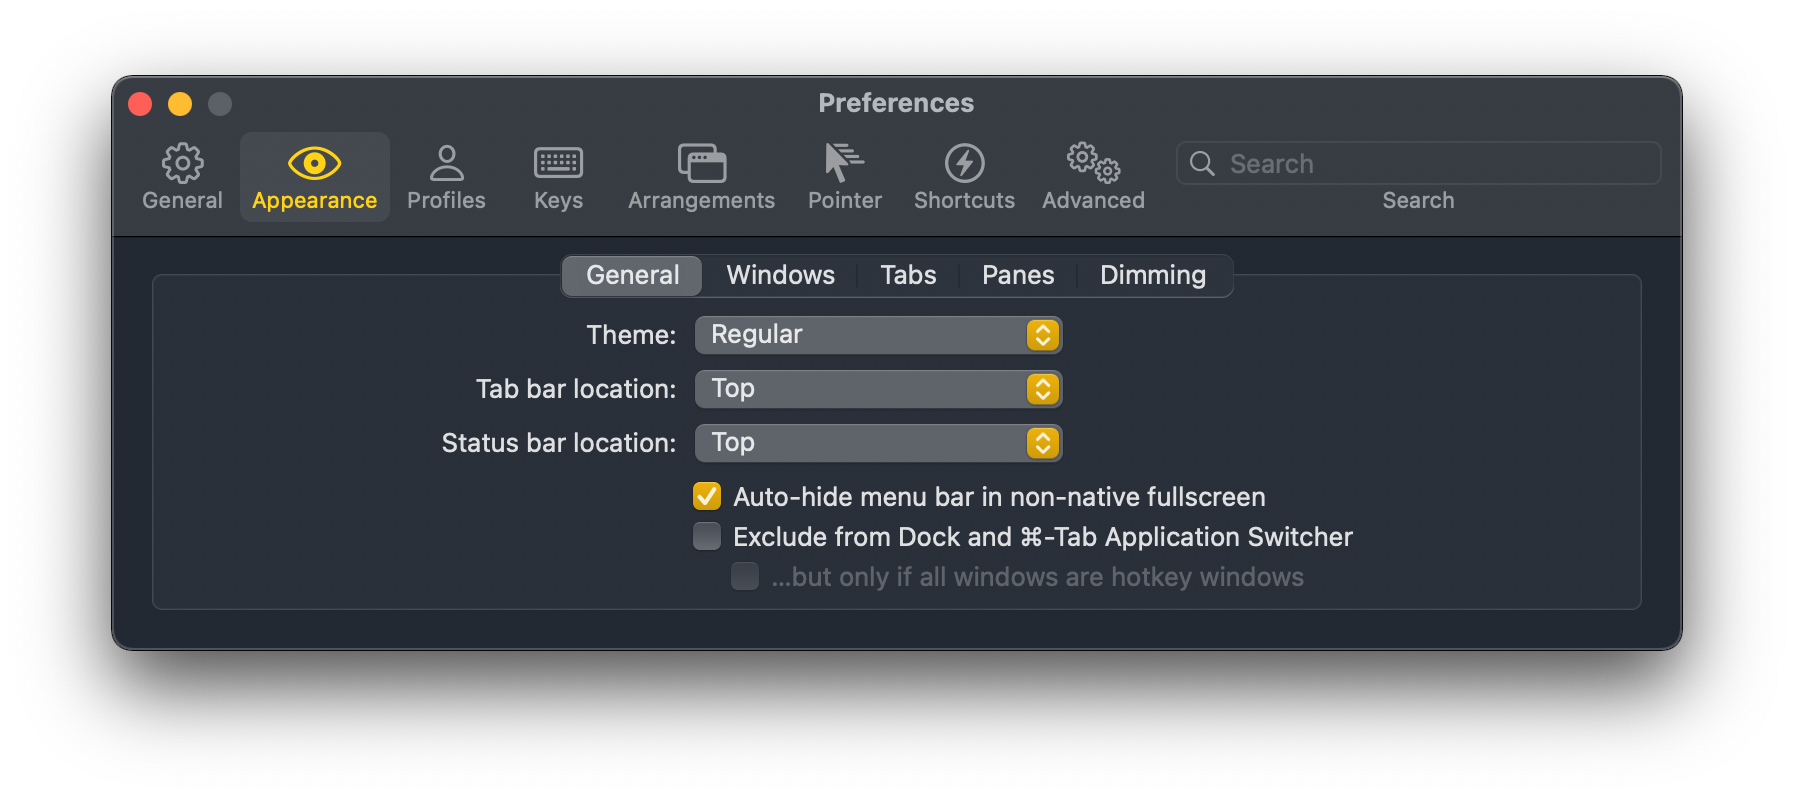 Preferences
General Appearance Profiles Keys Arrangements Pointer Shortcuts Advanced Search
Search
General Windows Tabs Panes Dimming
Theme: Regular
Tab bar location: Top
Status bar location: Top
Auto-hide menu bar in non-native fullscreen
Exclude from Dock and ⌘-Tab Application Switcher
...but only if all windows are hotkey windows